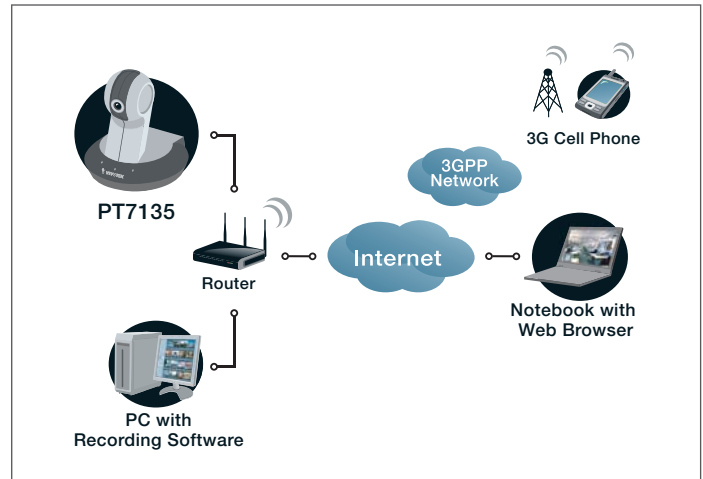 3G Cell Phone
3GPP
Network
PT7135
Internet
Router
Notebook with
Web Browser
PC with
Recording Software